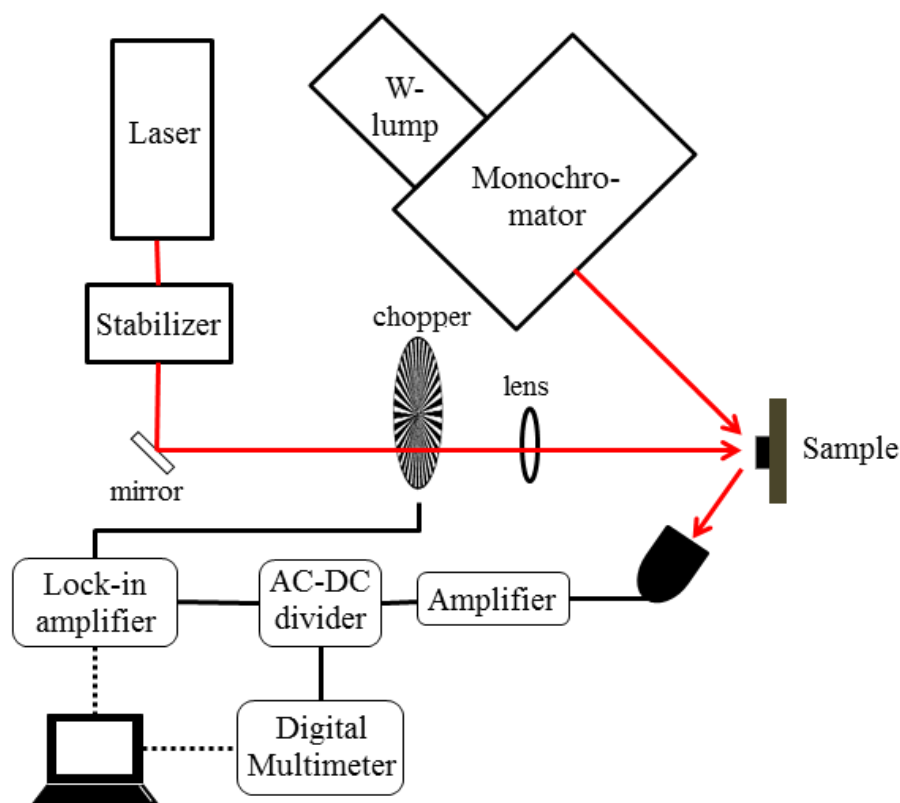 Laser
W-
lump
Monochro-
mator
Stabilizer
chopper
lens
mirror
Sample
Lock-in
amplifier
AC-DC
divider
Amplifier
Digital
Multimeter